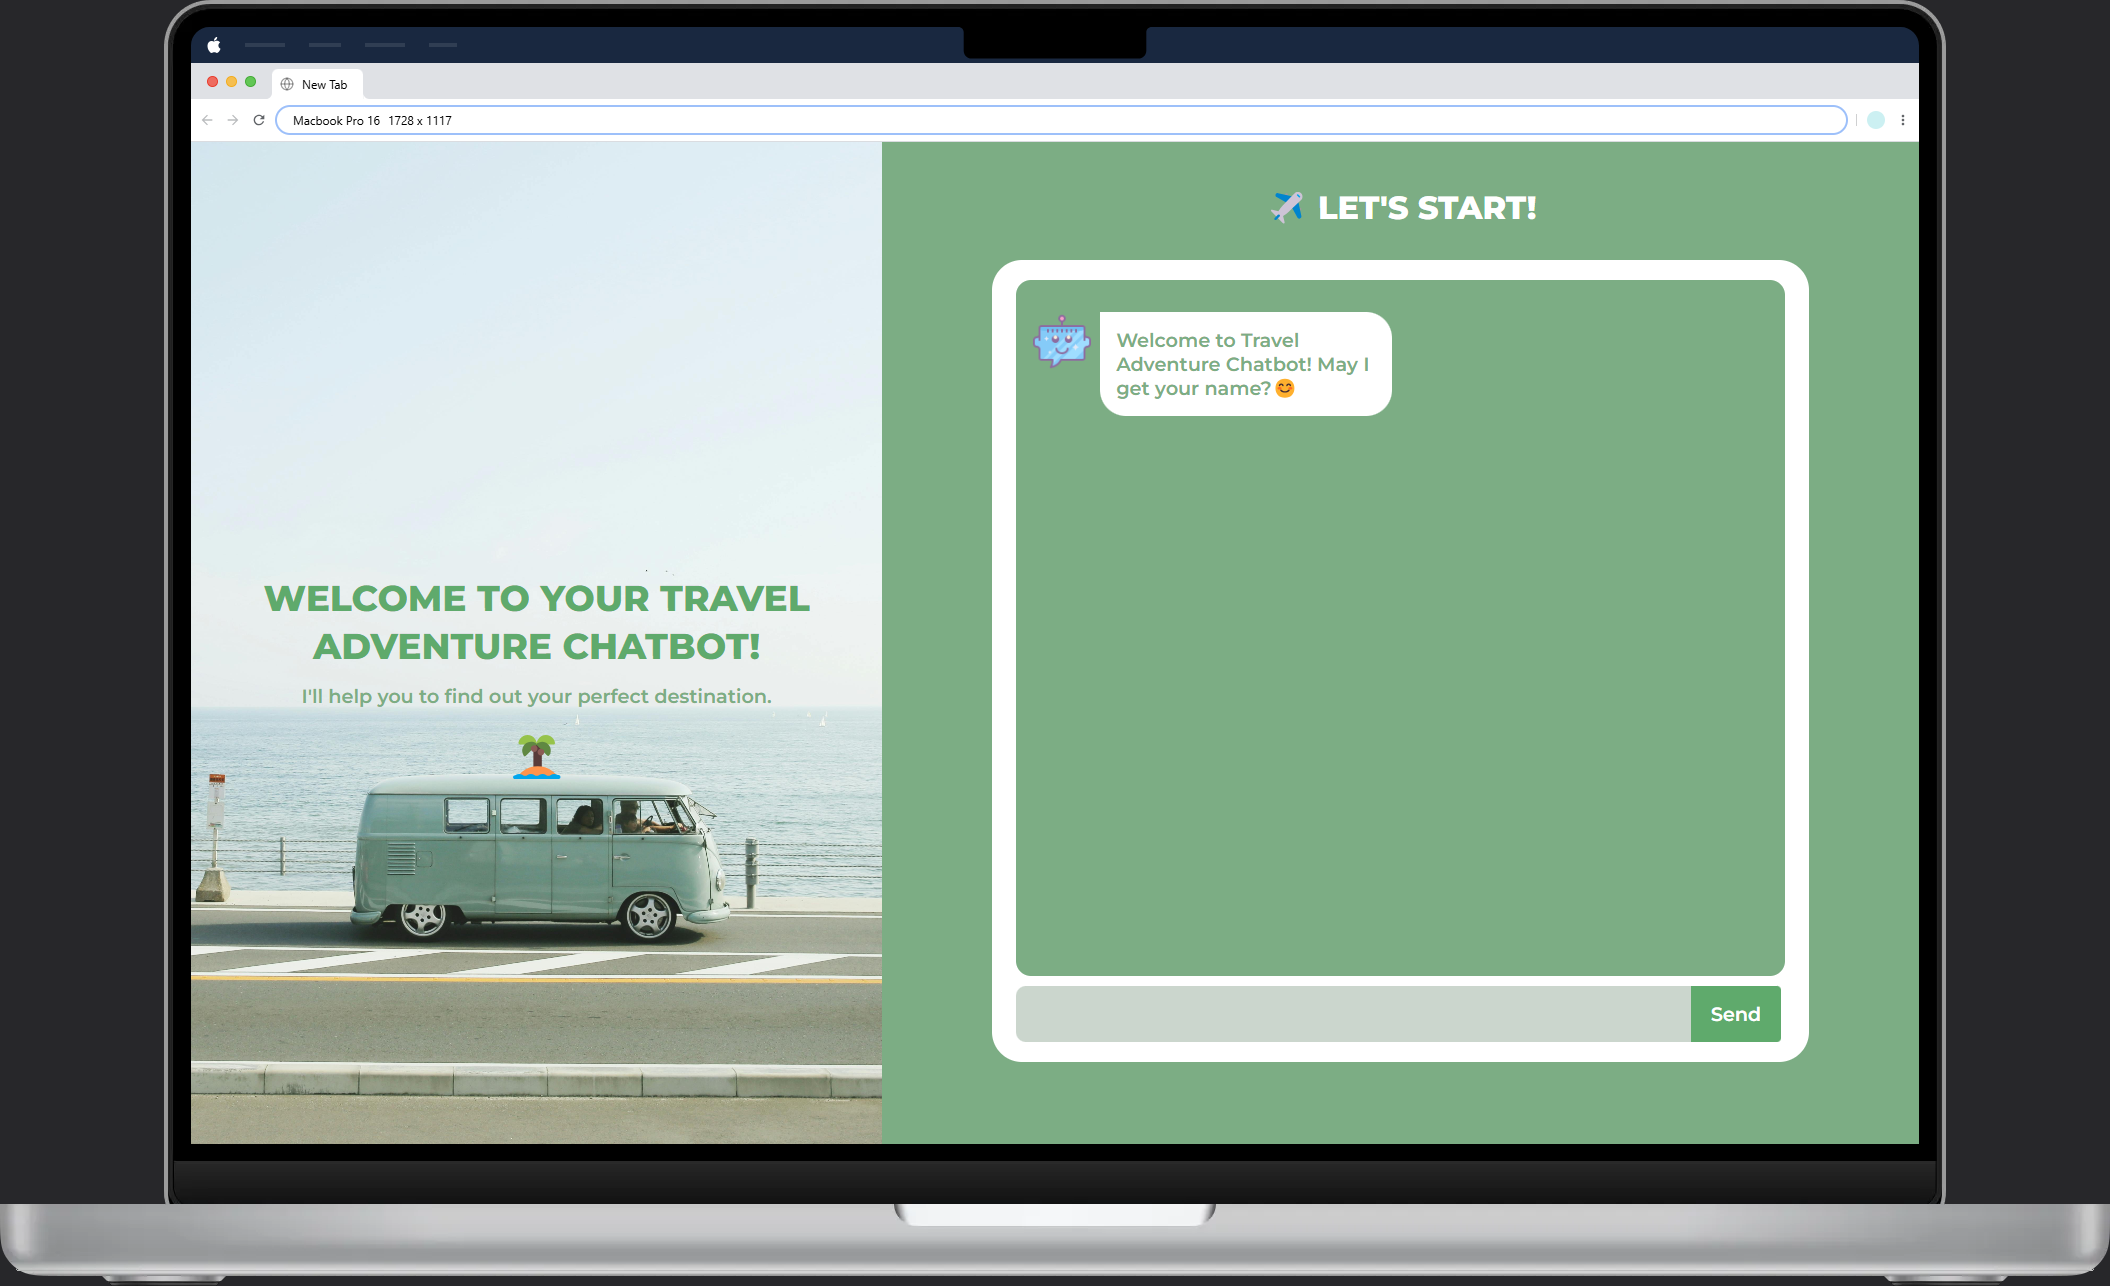 New Tab
Macbook Pro 16 1728 x 1117
WELCOME TO YOUR TRAVEL
ADVENTURE CHATBOT!
I'll help you to find out your perfect destination.
LET'S START!
Welcome to Travel
Adventure Chatbot! May I
get your name?😊
Send